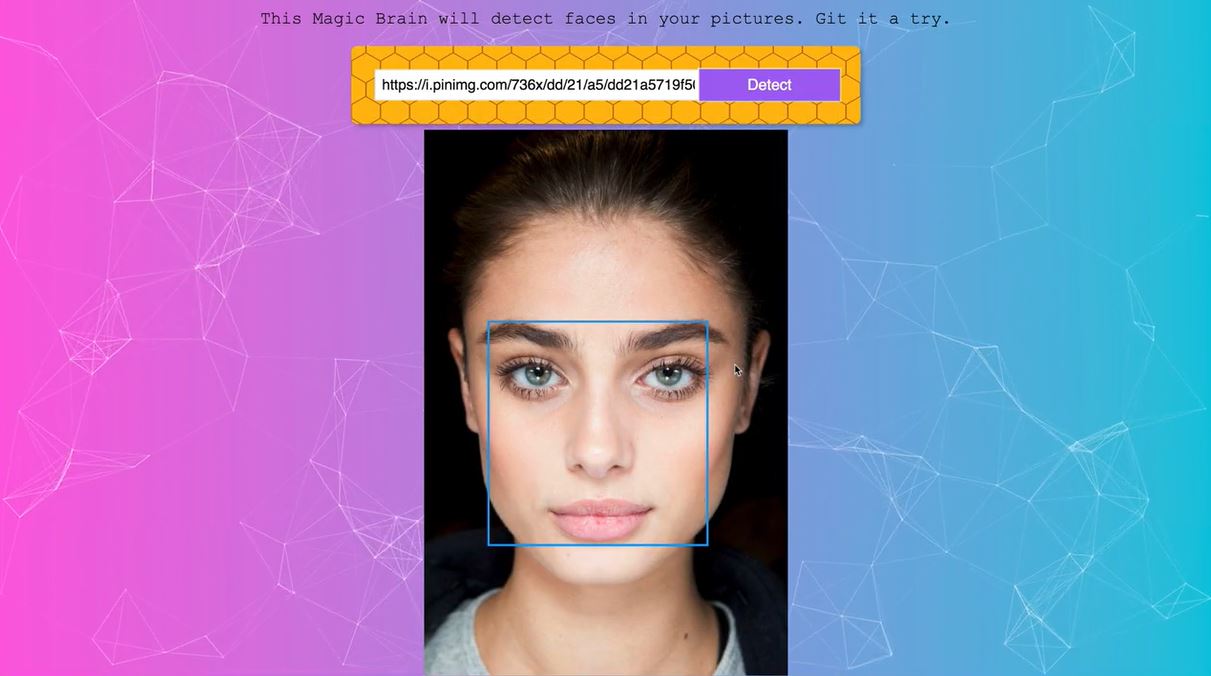 This Magic Brain will detect faces in your pictures. Git it a try.
https://i.pinimg.com/736x/dd/21/a5/dd21a5719f5
Detect